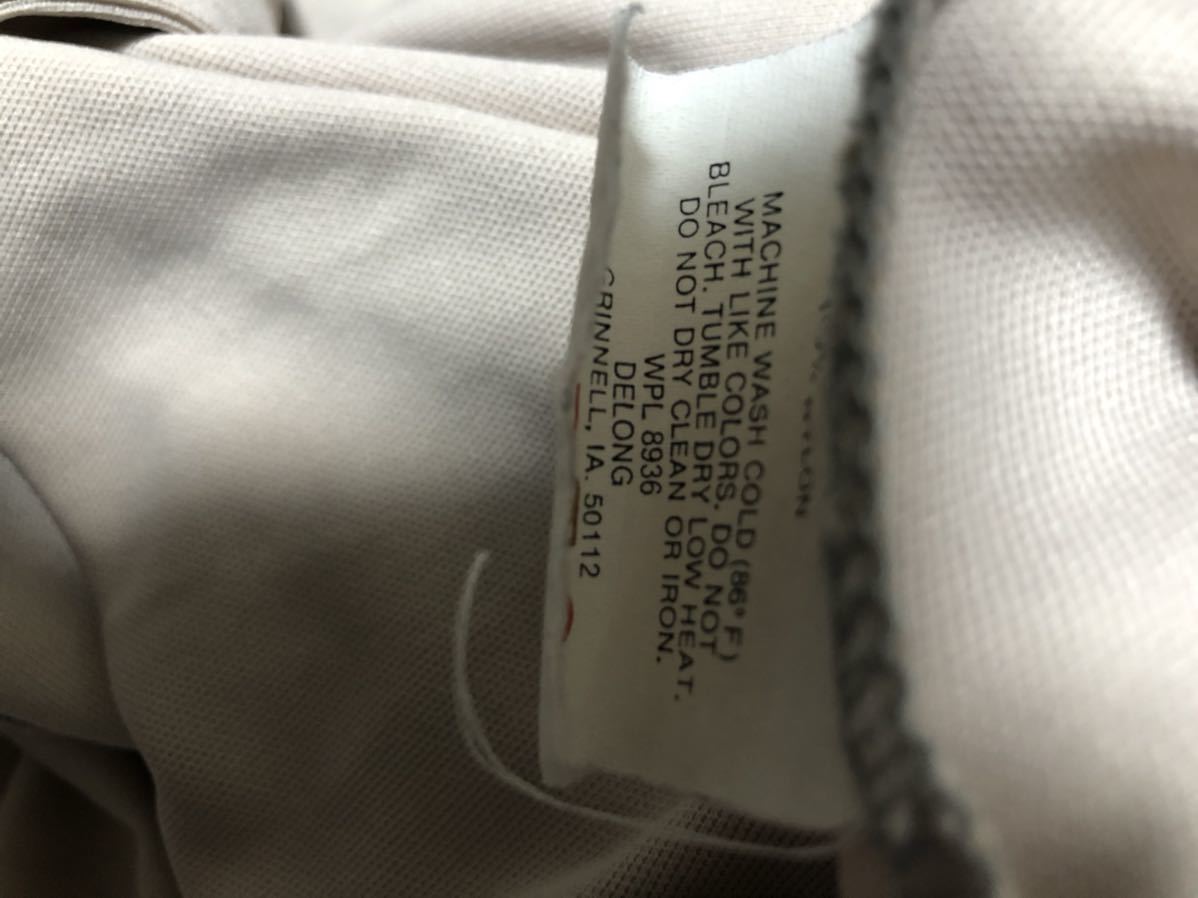 NYLON
MACHINE WASH COLD (86° F)
WITH LIKE COLORS. DO NOT
BLEACH. TUMBLE DRY LOW HEAT.
DO NOT DRY CLEAN OR IRON.
WPL 8936
DELONG
GRINNELL, IA. 50112